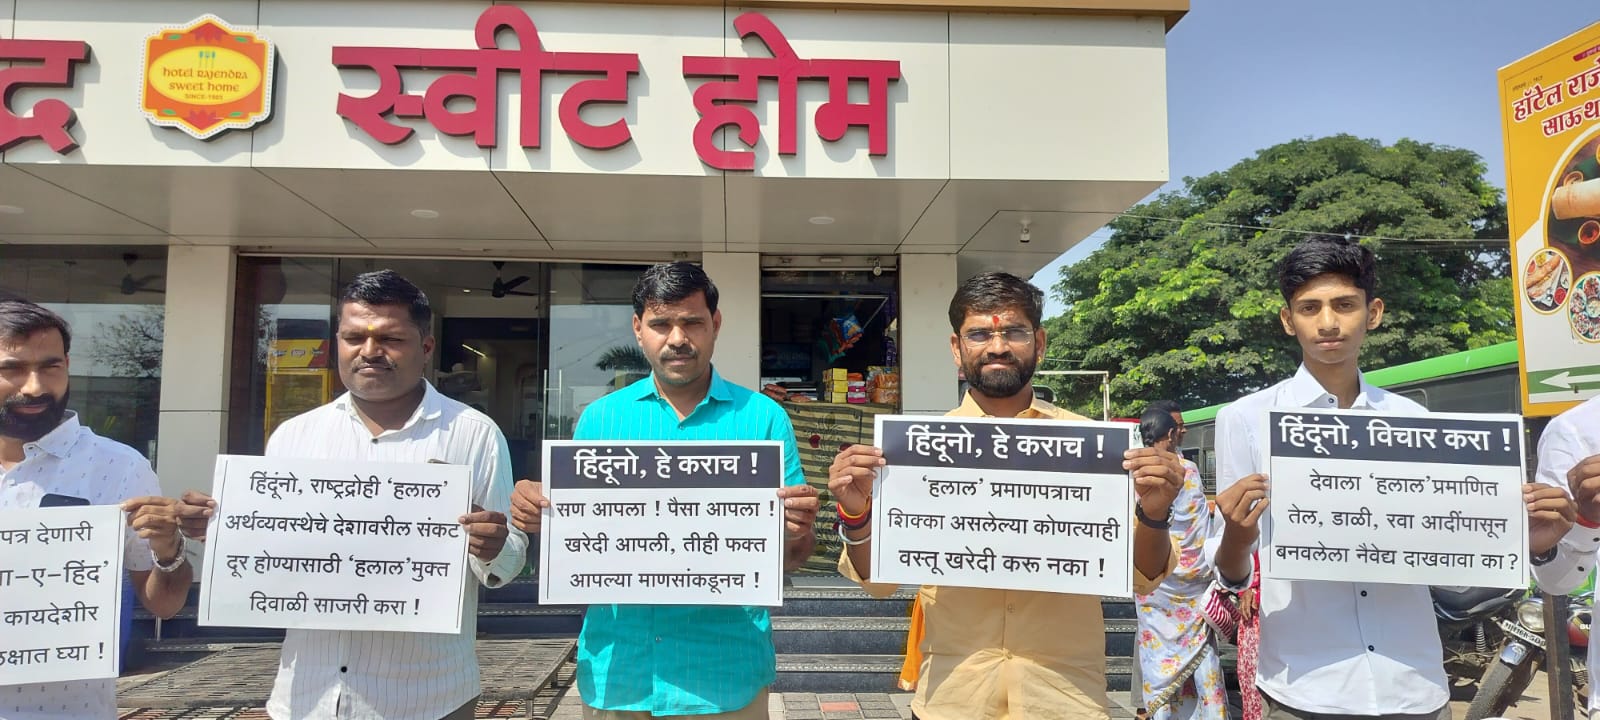 द्र स्वीट होम
hotel RAJENDRA
SWEET HOME
SINCE-1985
हॉटेल
साऊथ
पत्र देणारी
ए-हिंद'
कायदेशीर
घ्या !
हिंदूंनो, राष्ट्रद्रोही 'हलाल'
अर्थव्यवस्थेचे देशावरील संकट
दूर होण्यासाठी 'हलाल'मुक्त
दिवाळी साजरी करा !
हिंदूंनो, हे कराच !
सण आपला ! पैसा आपला !
खरेदी आपली, तीही फक्त
आपल्या माणसांकडूनच !
हिंदूंनो, हे कराच !
'हलाल' प्रमाणपत्राचा
शिक्का असलेल्या कोणत्याही
वस्तू खरेदी करू नका !
हिंदूंनो, विचार करा !
देवाला 'हलाल'प्रमाणित
तेल, डाळी, रवा आदींपासून
बनवलेला नैवेद्य दाखवावा का?